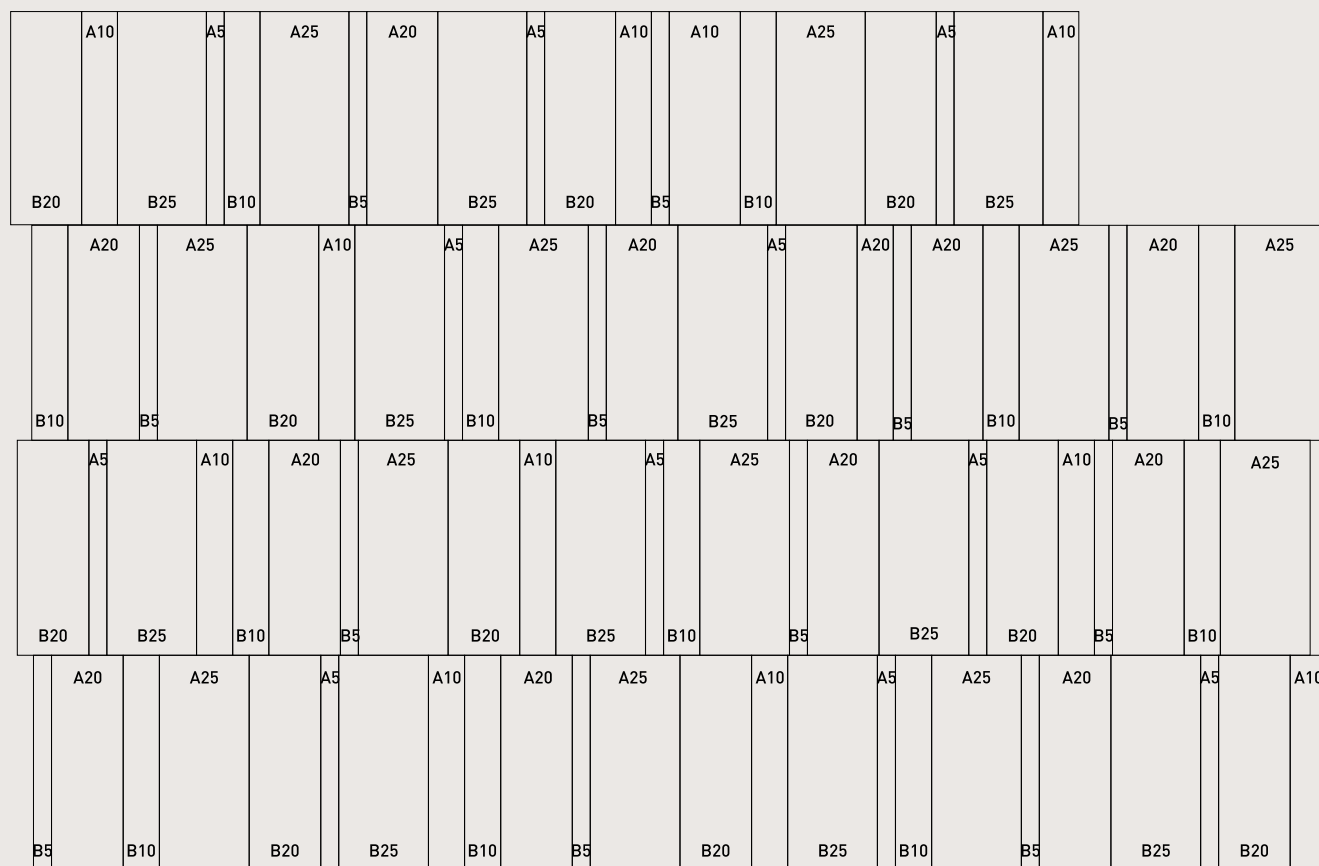 A10 A5 A25 A20 A5 A10 A10 A25 A5 A10
B20 B25 B10 B5 B25 B20 B5 B10 B20 B25
A20 A25 A10 A5 A25 A20 A5 A20 A20 A25 A20 A25
B10 B5 B20 B25 B10 B5 B25 B20 B5 B10 B5 B10
A5 A10 A20 A25 A10 A5 A25 A20 A5 A10 A20 A25
B20 B25 B10 B5 B20 B25 B10 B5 B25 B20 B5 B10
A20 A25 A5 A10 A20 A25 A10 A5 A25 A20 A5 A10
B5 B10 B20 B25 B10 B5 B20 B25 B10 B5 B25 B20